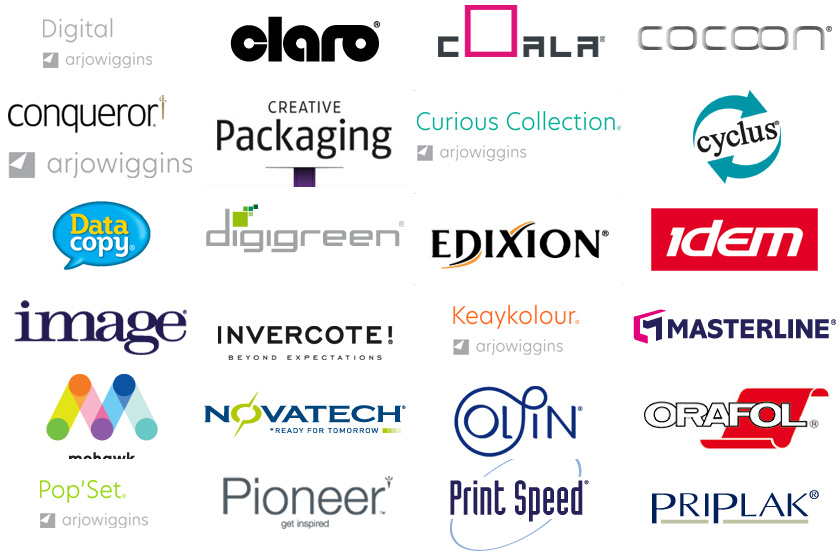 Digital
arjowiggins
claro®
COALA®
cocoon®
conqueror.
arjowiggins
CREATIVE
Packaging
Curious Collection®
arjowiggins
cyclus®
Data
copy®
digigreen®
EDIXION®
idem
image®
INVERCOTE!
BEYOND EXPECTATIONS
Keaykolour®
arjowiggins
MASTERLINE®
mohawk
NOVATECH®
*READY FOR TOMORROW
OLIN®
ORAFOL®
Pop'Set®
arjowiggins
Pioneer™
get inspired
Print Speed®
PRIPLAK®